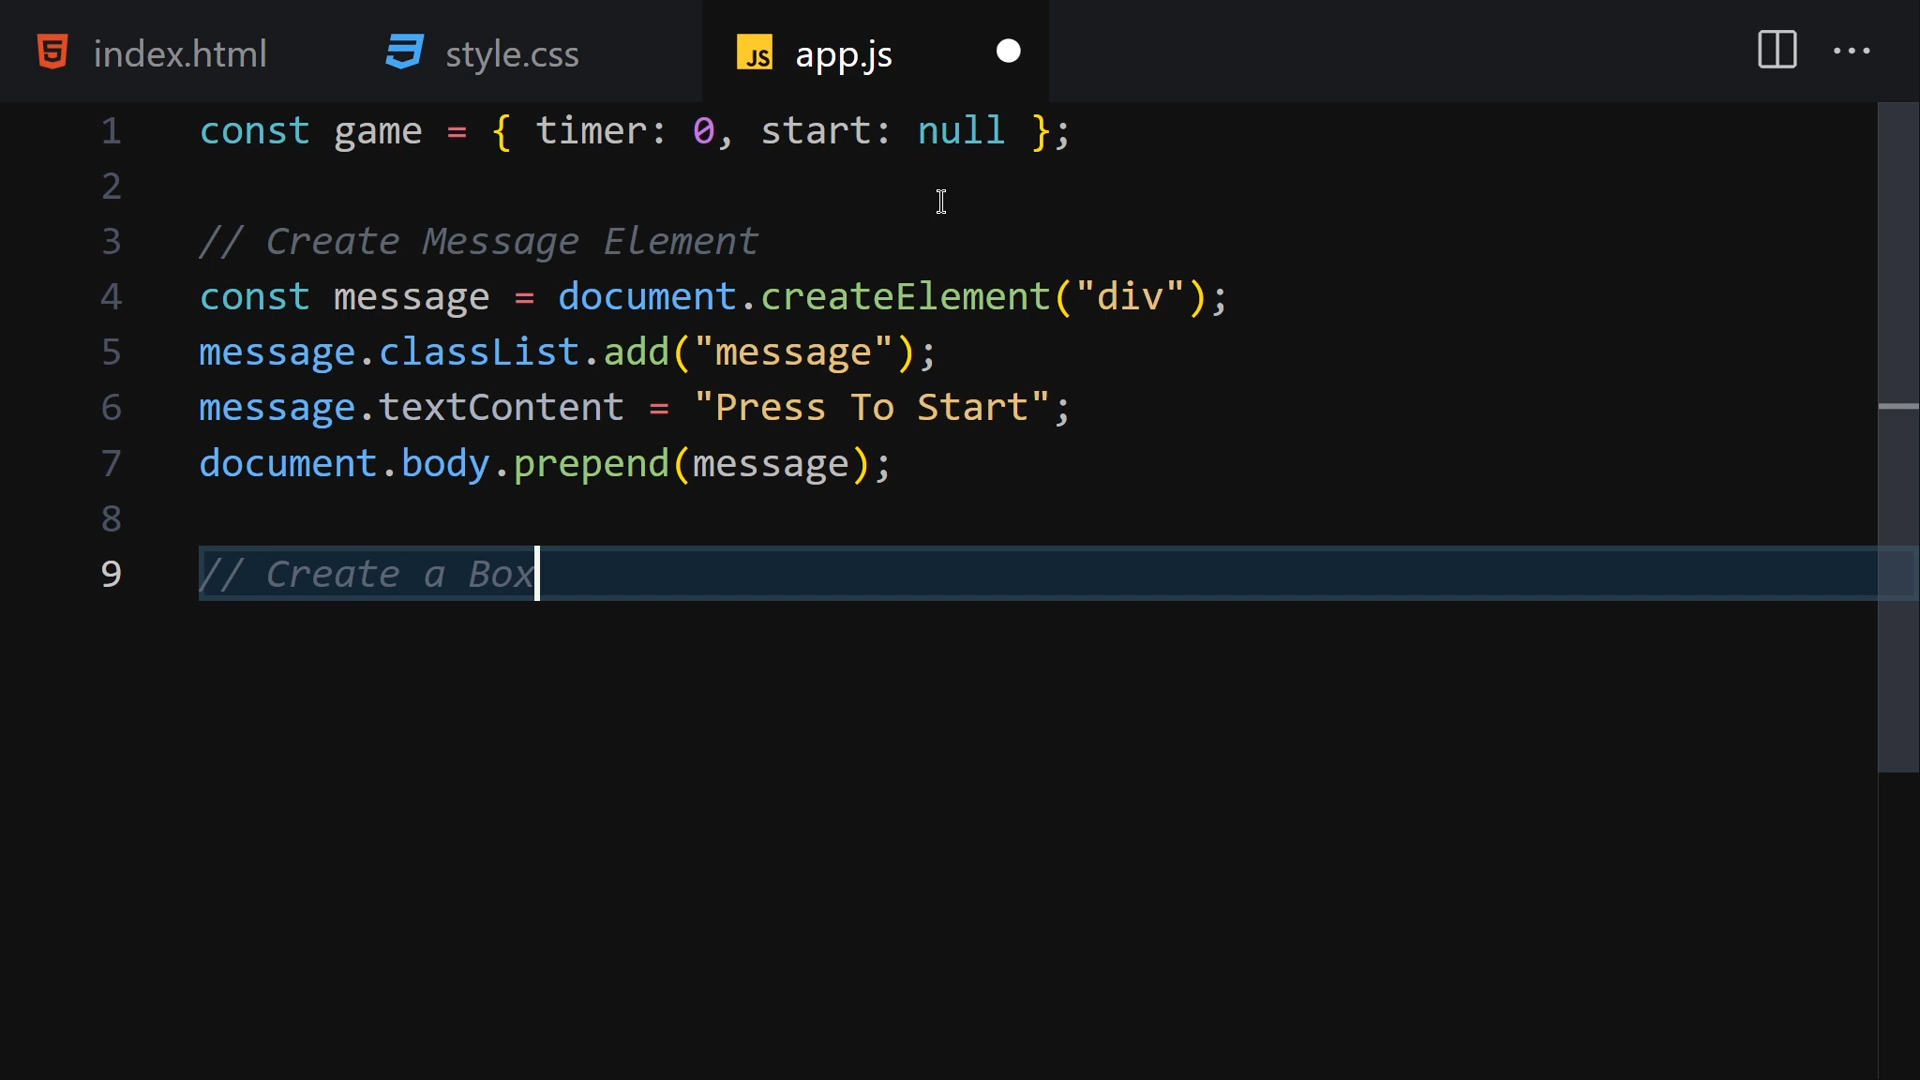 index.html style.css JS app.js
1 const game = { timer: 0, start: null };
2
3 // Create Message Element
4 const message = document.createElement("div");
5 message.classList.add("message");
6 message.textContent = "Press To Start";
7 document.body.prepend(message);
8
9 // Create a Box